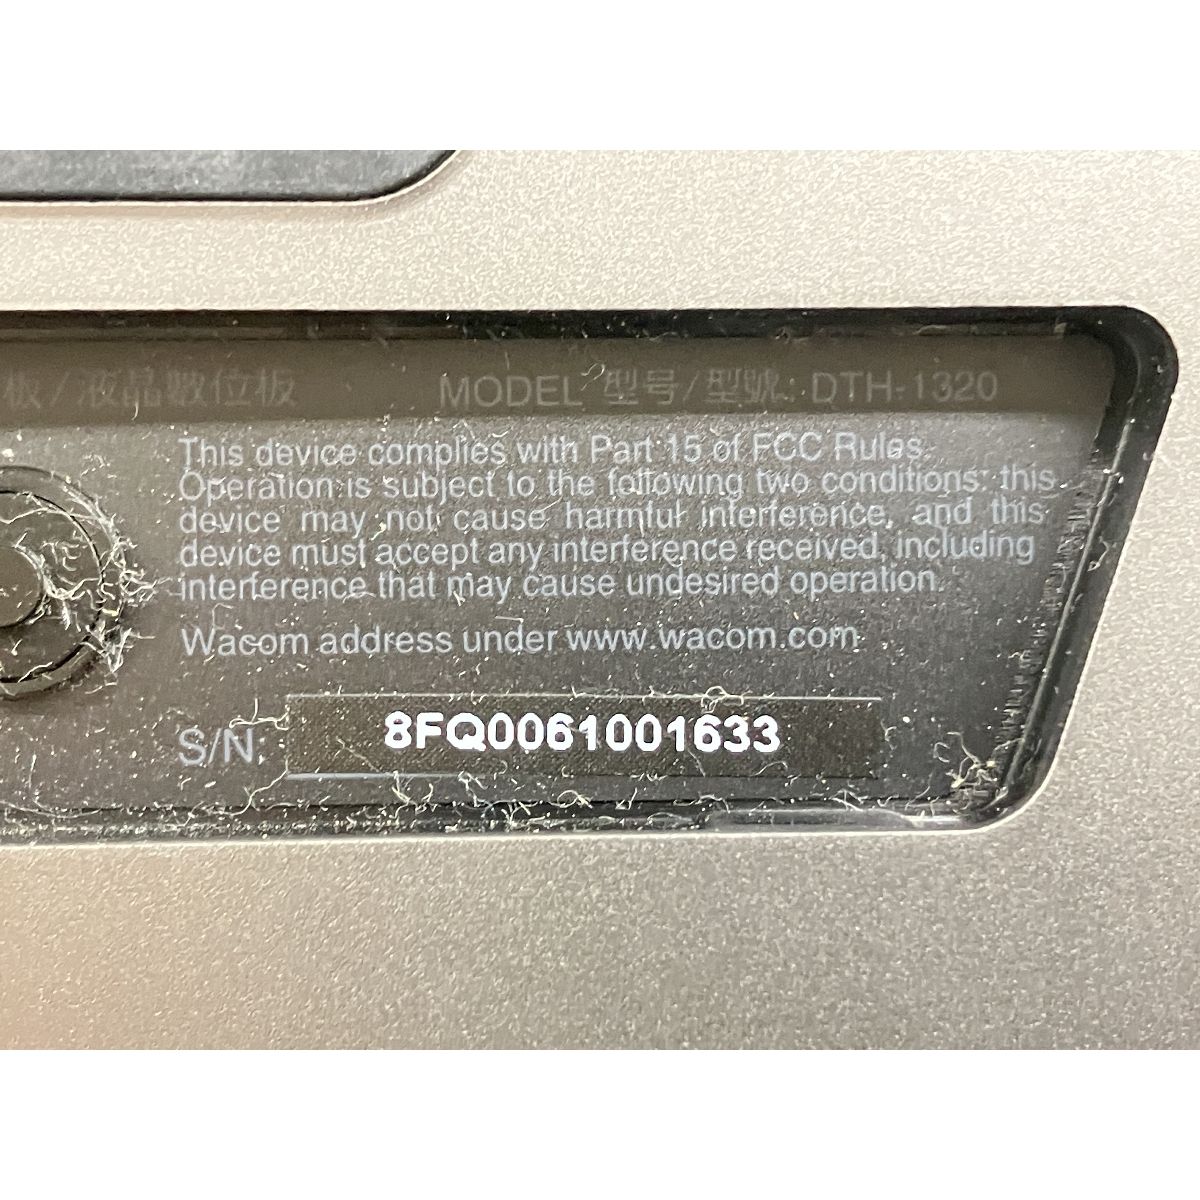 板/液晶數位板 MODEL 型号/型號: DTH-1320
This device complies with Part 15 of FCC Rules.
Operation is subject to the following two conditions: this
device may not cause harmful interference, and this
device must accept any interference received, including
interference that may cause undesired operation.
Wacom address under www.wacom.com
S/N: 8FQ0061001633